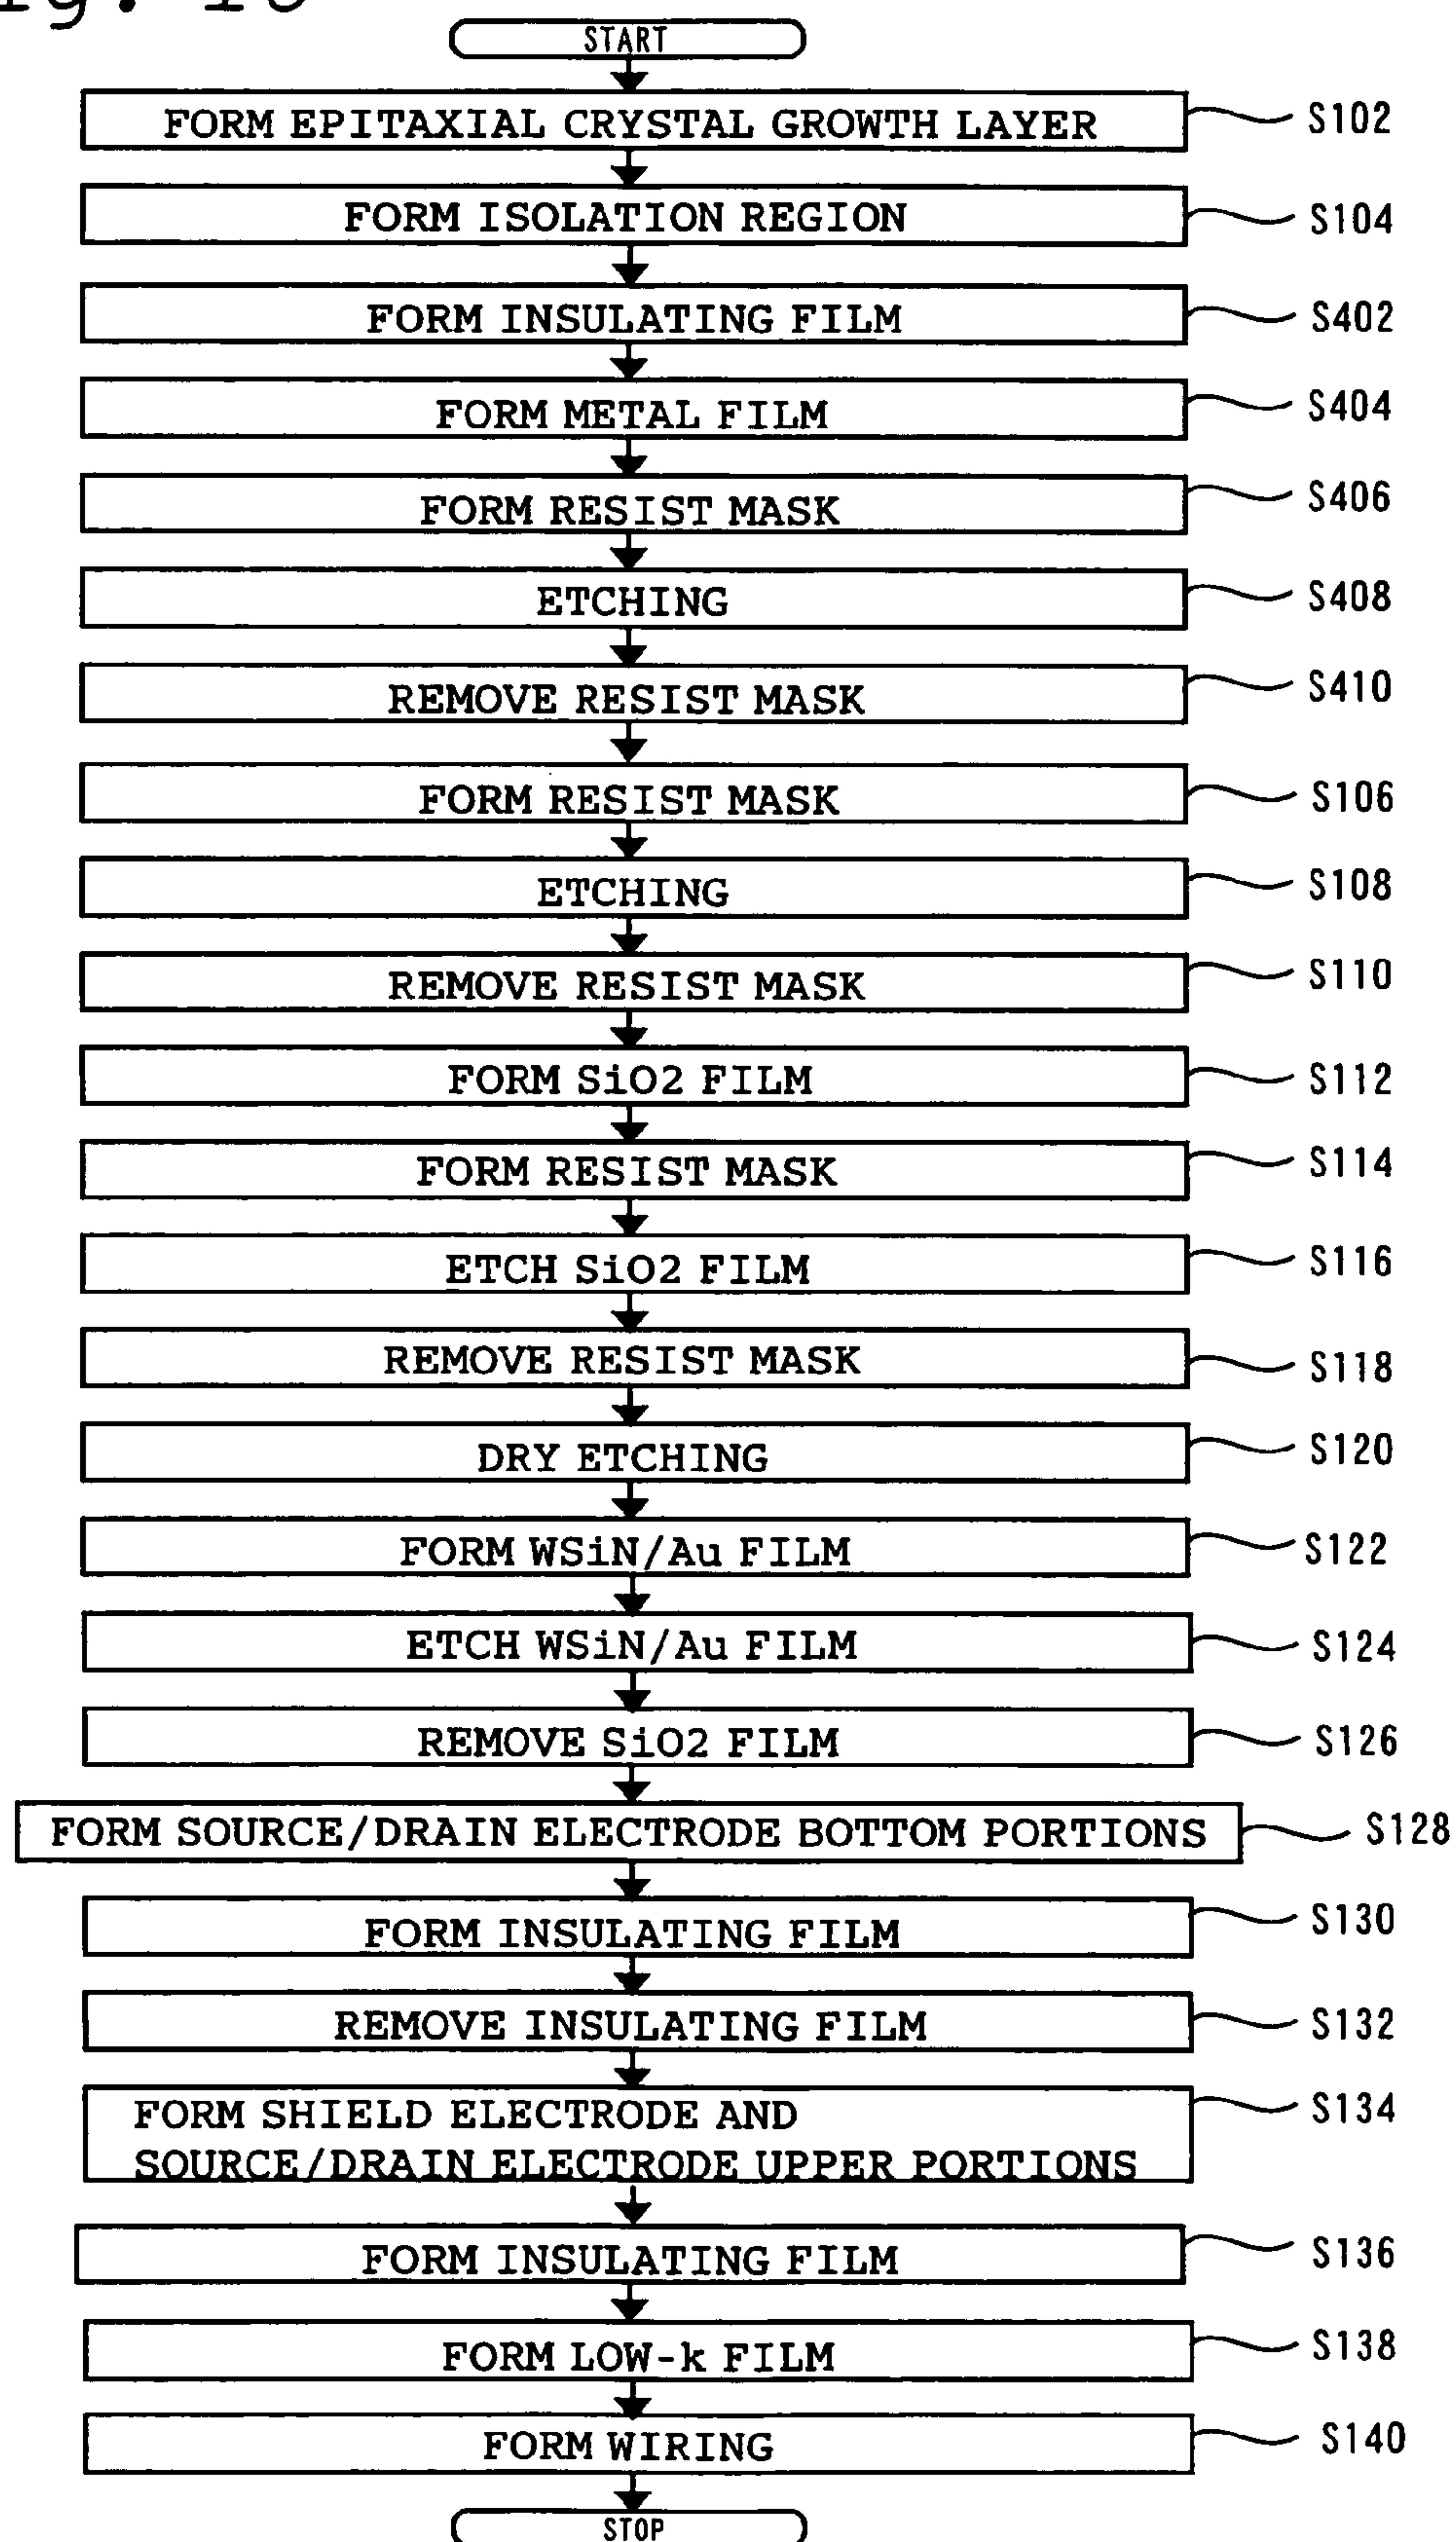 START
FORM EPITAXIAL CRYSTAL GROWTH LAYER S102
FORM ISOLATION REGION S104
FORM INSULATING FILM S402
FORM METAL FILM S404
FORM RESIST MASK S406
ETCHING S408
REMOVE RESIST MASK S410
FORM RESIST MASK S106
ETCHING S108
REMOVE RESIST MASK S110
FORM SiO2 FILM S112
FORM RESIST MASK S114
ETCH SiO2 FILM S116
REMOVE RESIST MASK S118
DRY ETCHING S120
FORM WSiN/Au FILM S122
ETCH WSiN/Au FILM S124
REMOVE SiO2 FILM S126
FORM SOURCE/DRAIN ELECTRODE BOTTOM PORTIONS S128
FORM INSULATING FILM S130
REMOVE INSULATING FILM S132
FORM SHIELD ELECTRODE AND S134
SOURCE/DRAIN ELECTRODE UPPER PORTIONS
FORM INSULATING FILM S136
FORM LOW-k FILM S138
FORM WIRING S140
STOP